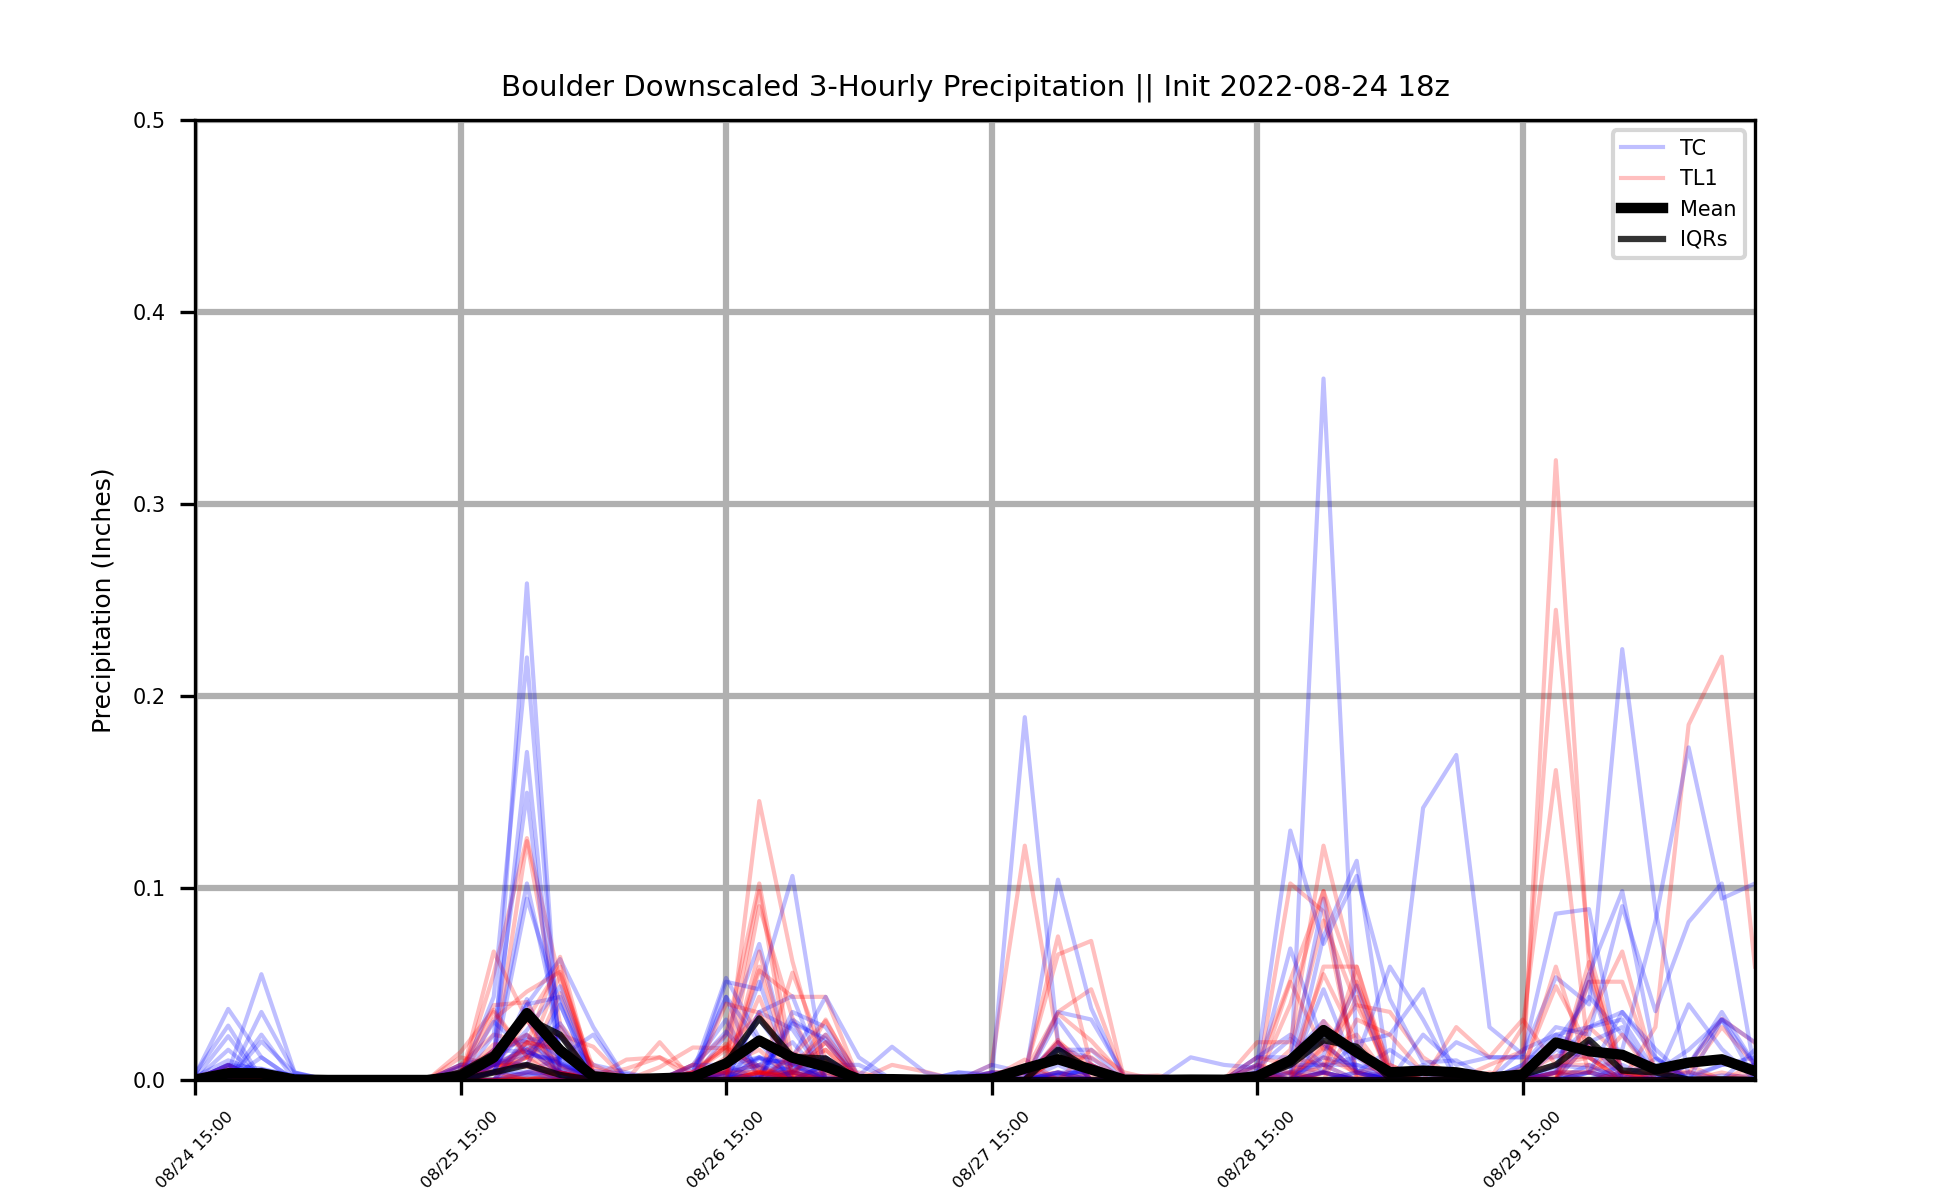 Boulder Downscaled 3-Hourly Precipitation || Init 2022-08-24 18z
TC
TL1
Mean
IQRs
Precipitation (Inches)
0.5
0.4
0.3
0.2
0.1
0.0
08/24 15:00
08/25 15:00
08/26 15:00
08/27 15:00
08/28 15:00
08/29 15:00